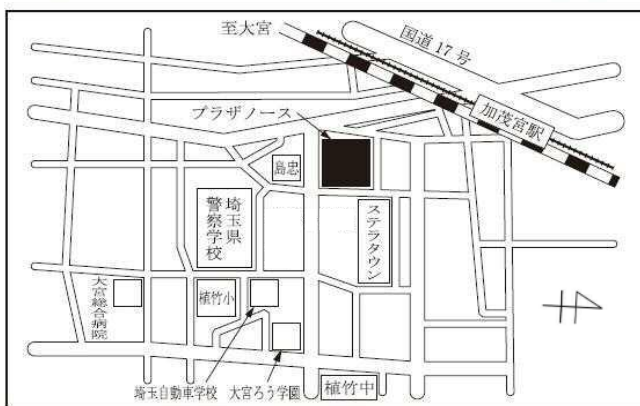 至大宮
国道17号
加茂宮駅
プラザノース
島忠
埼玉県
警察学校
ステラタウン
大宮総合病院
植竹小
埼玉自動車学校
大宮ろう学園
植竹中